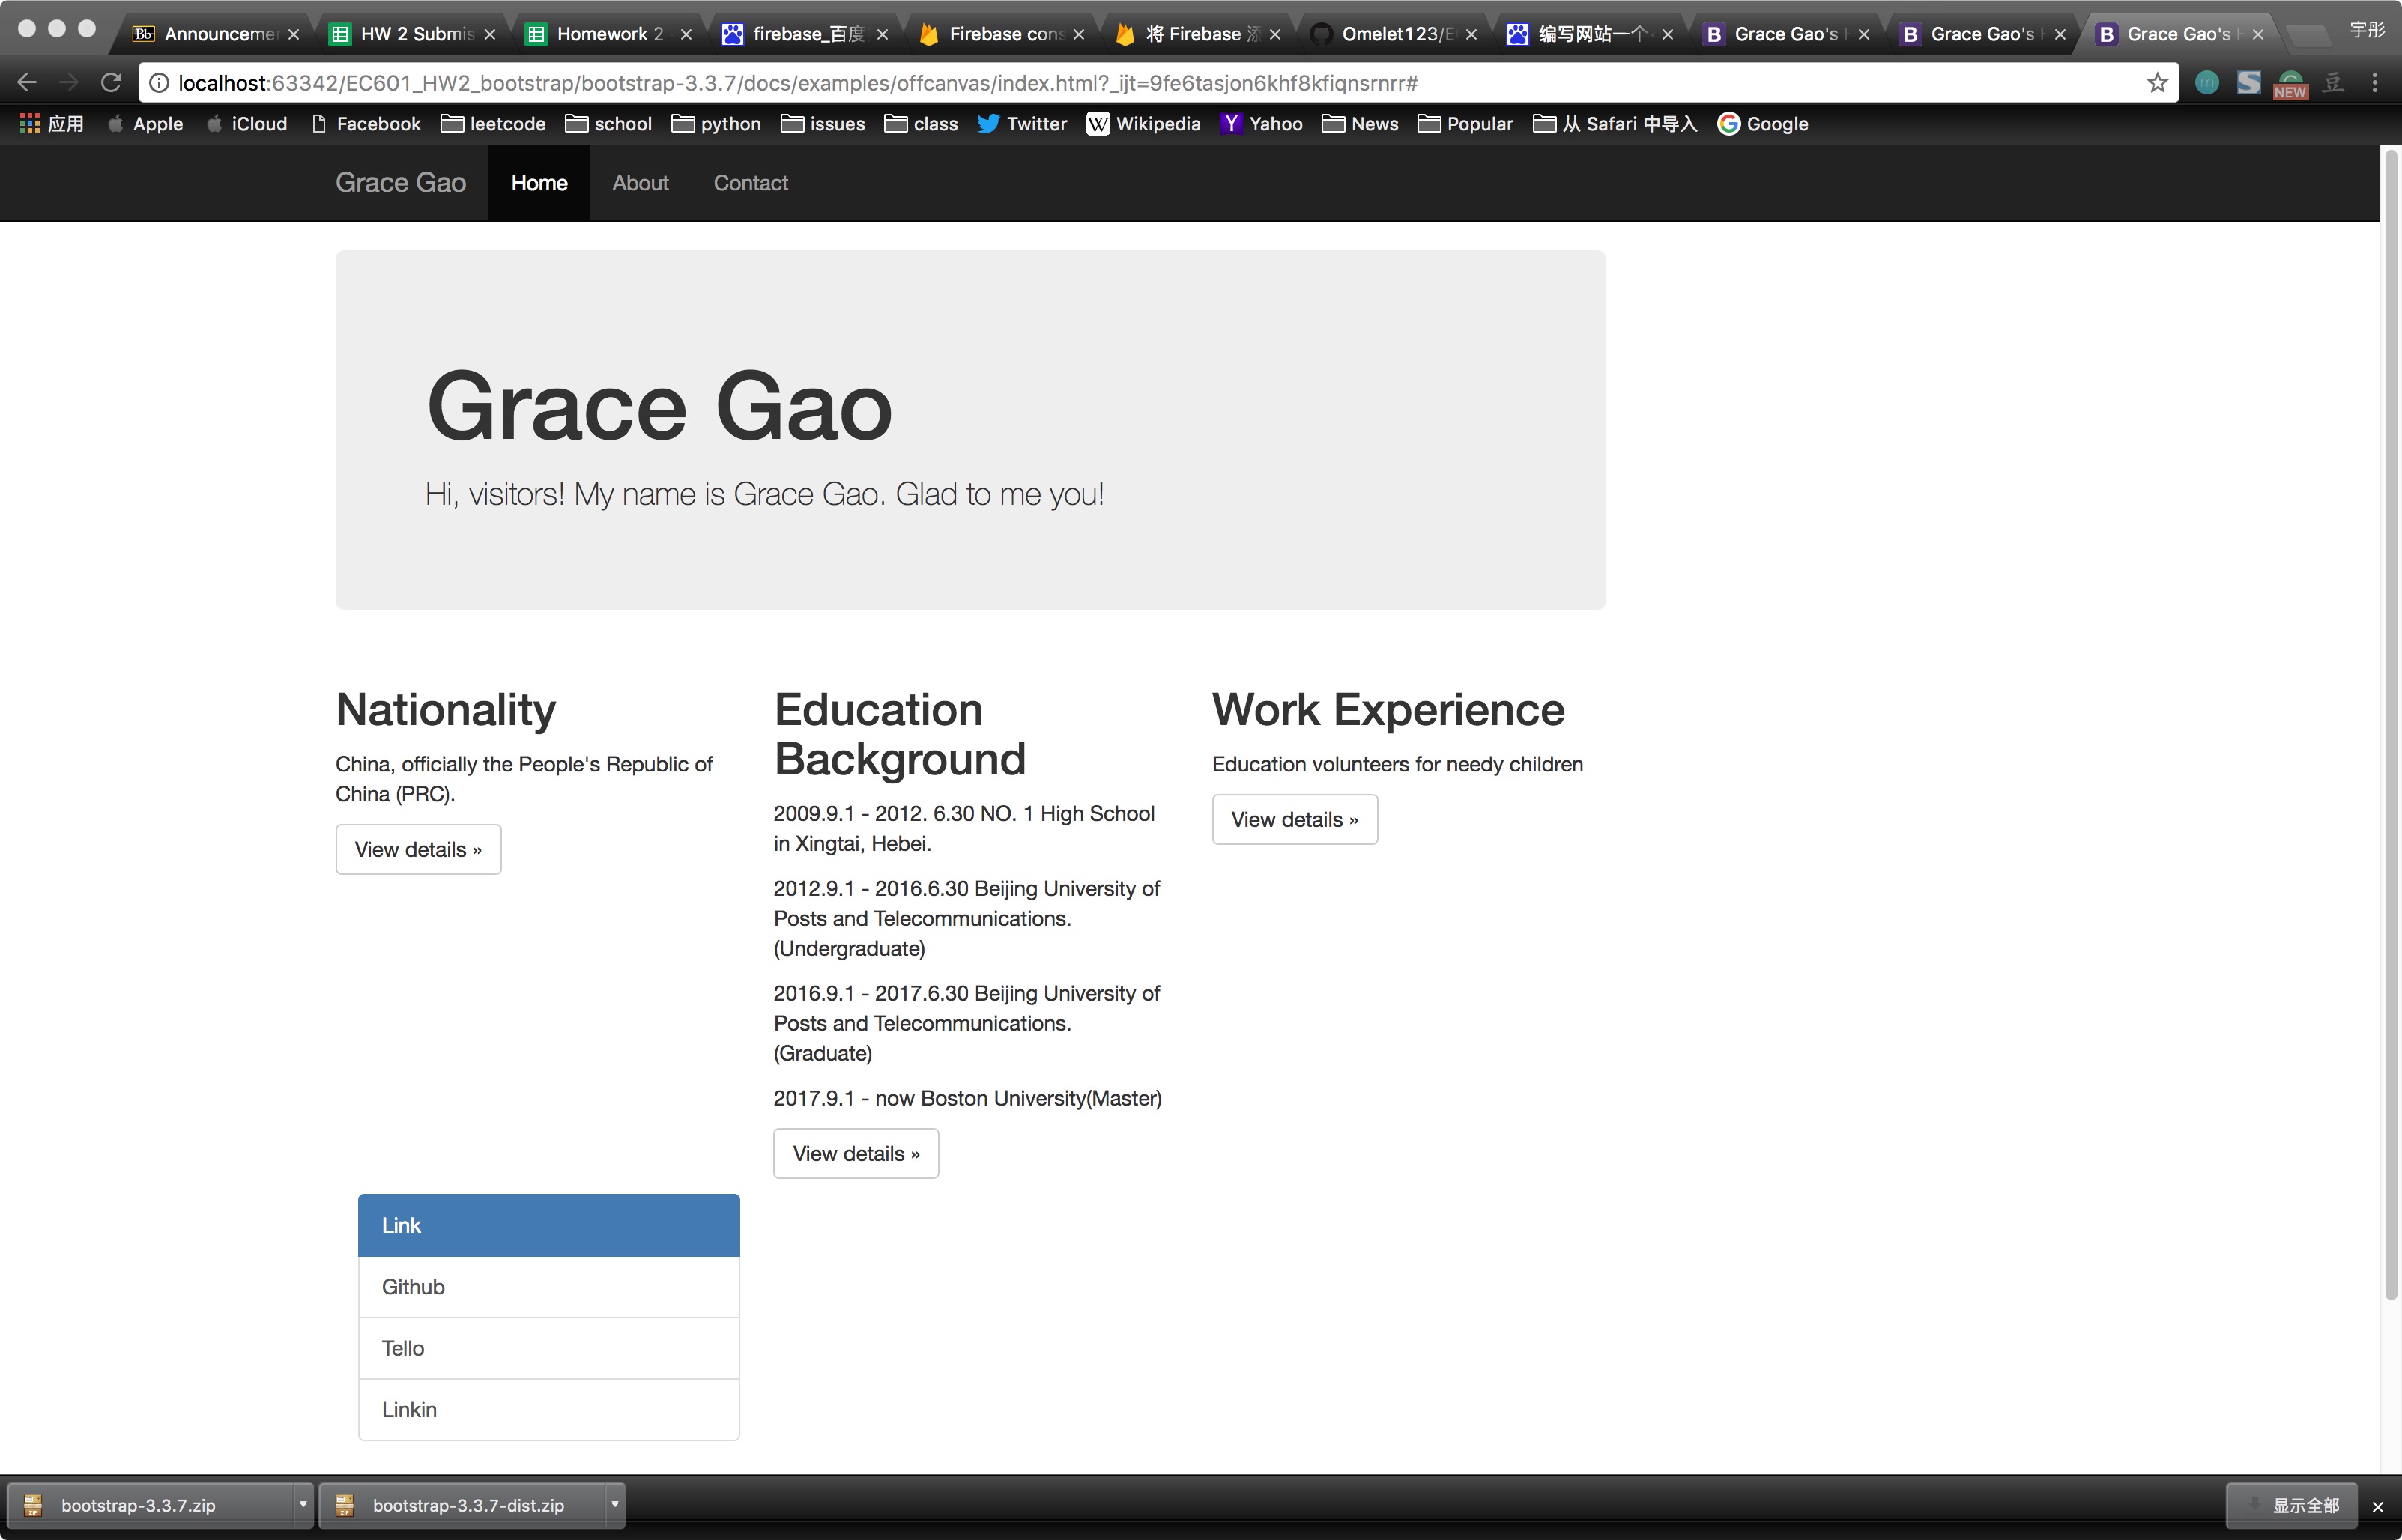 Bb Announcemer
HW 2 Submis
Homework 2
firebase_百度
Firebase cons
将 Firebase 添
Omelet123/E
编写网站一个
B Grace Gao's H
B Grace Gao's H
B Grace Gao's H
宇彤
localhost:63342/EC601_HW2_bootstrap/bootstrap-3.3.7/docs/examples/offcanvas/index.html?_ijt=9fe6tasjon6khf8kfiqnsrnrr#
m S NEW 豆
应用 Apple iCloud Facebook leetcode school python issues class Twitter W Wikipedia Y Yahoo News Popular 从 Safari 中导入 G Google
Grace Gao Home About Contact
Grace Gao
Hi, visitors! My name is Grace Gao. Glad to me you!
Nationality
China, officially the People's Republic of
China (PRC).
View details »
Education
Background
2009.9.1 - 2012. 6.30 NO. 1 High School
in Xingtai, Hebei.
2012.9.1 - 2016.6.30 Beijing University of
Posts and Telecommunications.
(Undergraduate)
2016.9.1 - 2017.6.30 Beijing University of
Posts and Telecommunications.
(Graduate)
2017.9.1 - now Boston University(Master)
View details »
Work Experience
Education volunteers for needy children
View details »
Link
Github
Tello
Linkin
ZIP bootstrap-3.3.7.zip
ZIP bootstrap-3.3.7-dist.zip
显示全部